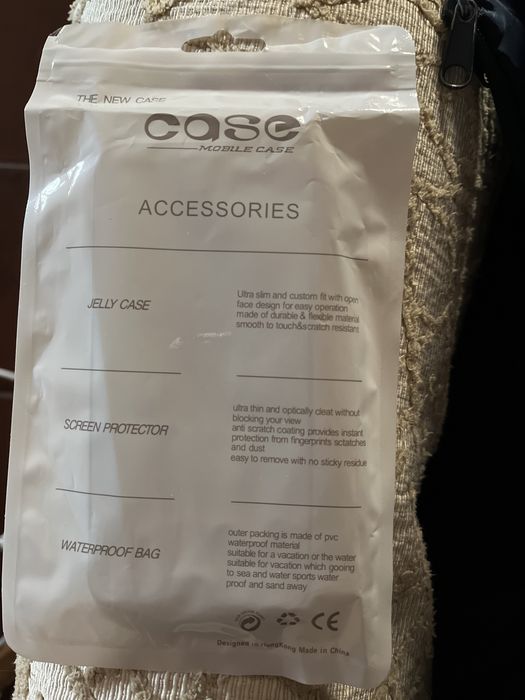 THE NEW CASE
case
MOBILE CASE
ACCESSORIES
JELLY CASE
Ultra slim and custom fit with open
face design for easy operation
made of durable & flexible material
smooth to touch&scratch resistant
SCREEN PROTECTOR
ultra thin and optically cleat without
blocking your view
anti scratch coating provides instant
protection from fingerprints sctatches
and dust
easy to remove with no sticky residue
WATERPROOF BAG
outer packing is made of pvc
waterproof material
suitable for a vacation or the water
suitable for vacation which gooing
to sea and water sports water
proof and sand away
CE
Designed in HongKong Made in China